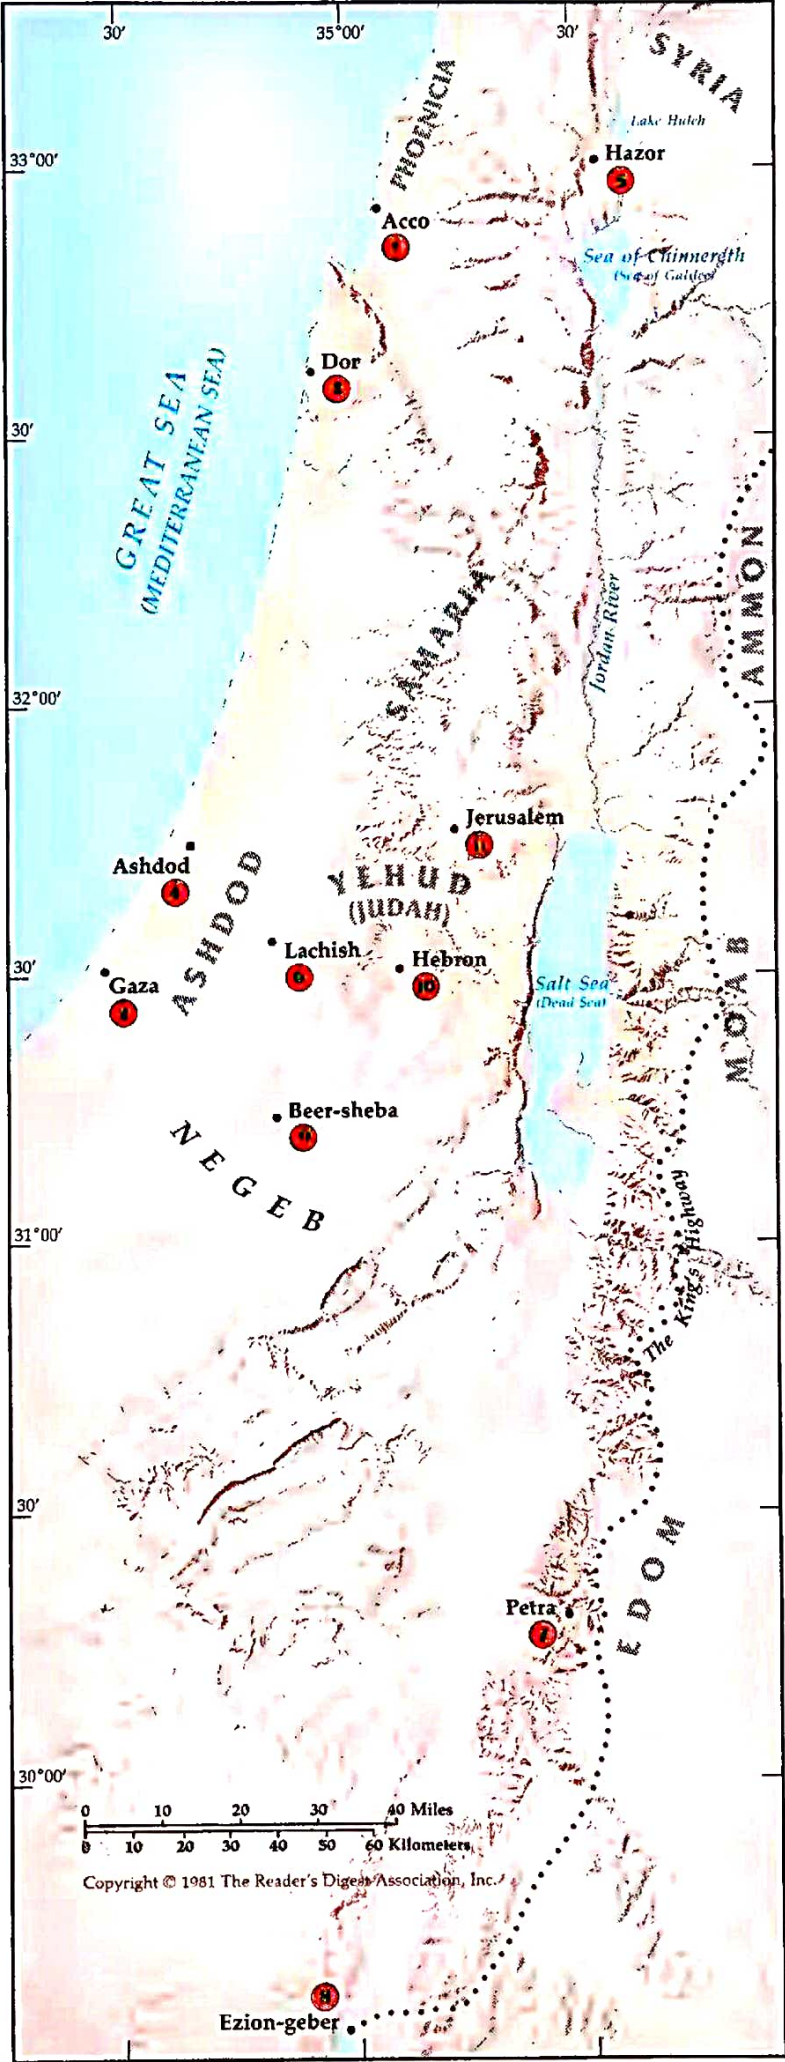 30′
35°00′
30′
SYRIA
PHOENICIA
Lake Huleh
33°00′
Hazor
5
Acco
Sea of Chinnereth
(Sea of Galilee)
Dor
GREAT SEA
(MEDITERRANEAN SEA)
30′
AMMON
SAMARIA
Jordan River
32°00′
Jerusalem
11
Ashdod
4
ASHDOD
YEHUD
(JUDAH)
Lachish
Hebron
10
30′
Gaza
Salt Sea
(Dead Sea)
MOAB
Beer-sheba
NEGEB
31°00′
The King's Highway
30′
EDOM
Petra
30°00′
0 10 20 30 40 Miles
0 10 20 30 40 50 60 Kilometers
Copyright © 1981 The Reader's Digest Association, Inc.
Ezion-geber